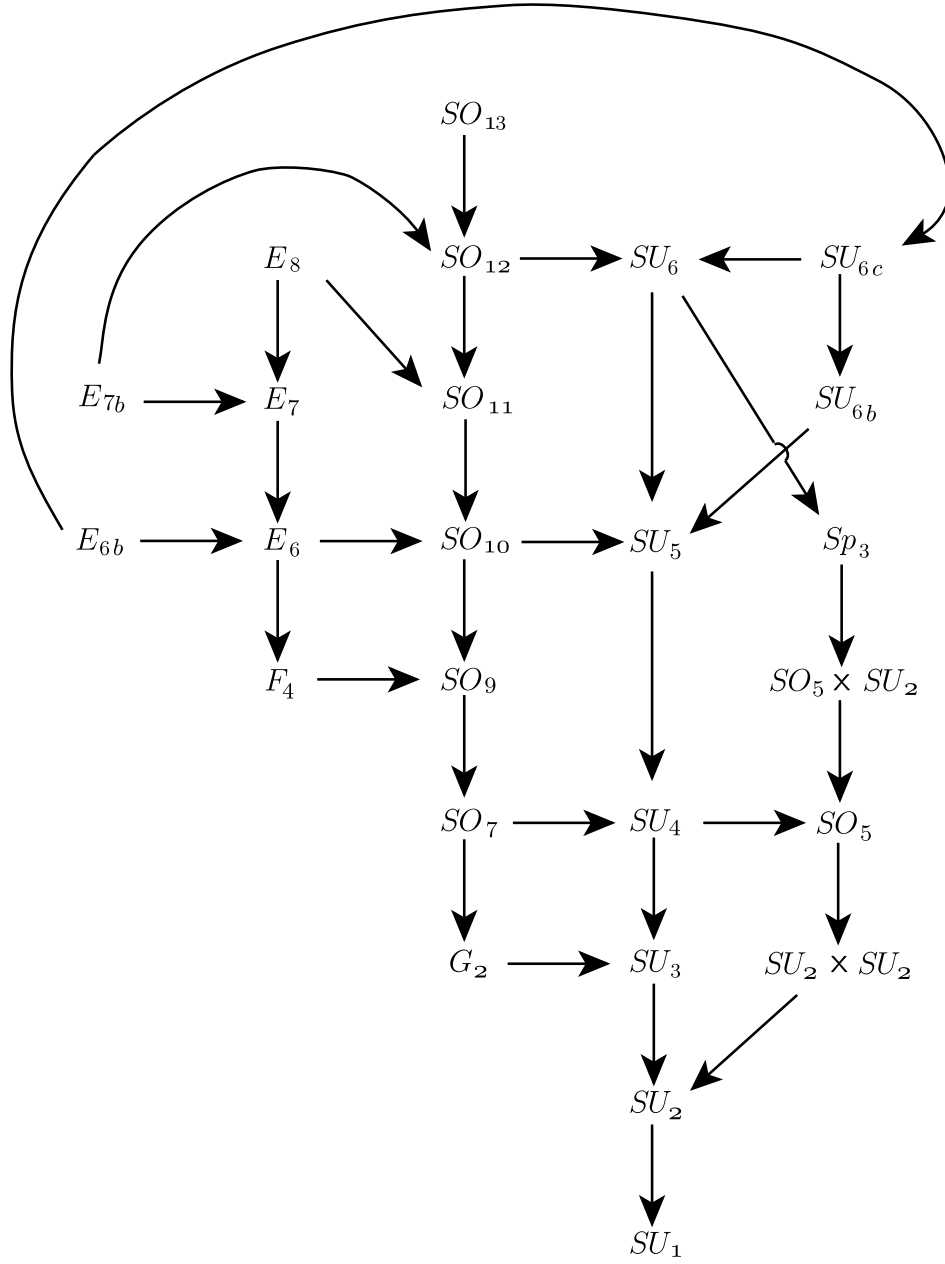 SO₁₃
E₈ SO₁₂ SU₆ SU₆c
E₇b E₇ SO₁₁ SU₆b
E₆b E₆ SO₁₀ SU₅ Sp₃
F₄ SO₉ SO₅ × SU₂
SO₇ SU₄ SO₅
G₂ SU₃ SU₂ × SU₂
SU₂
SU₁